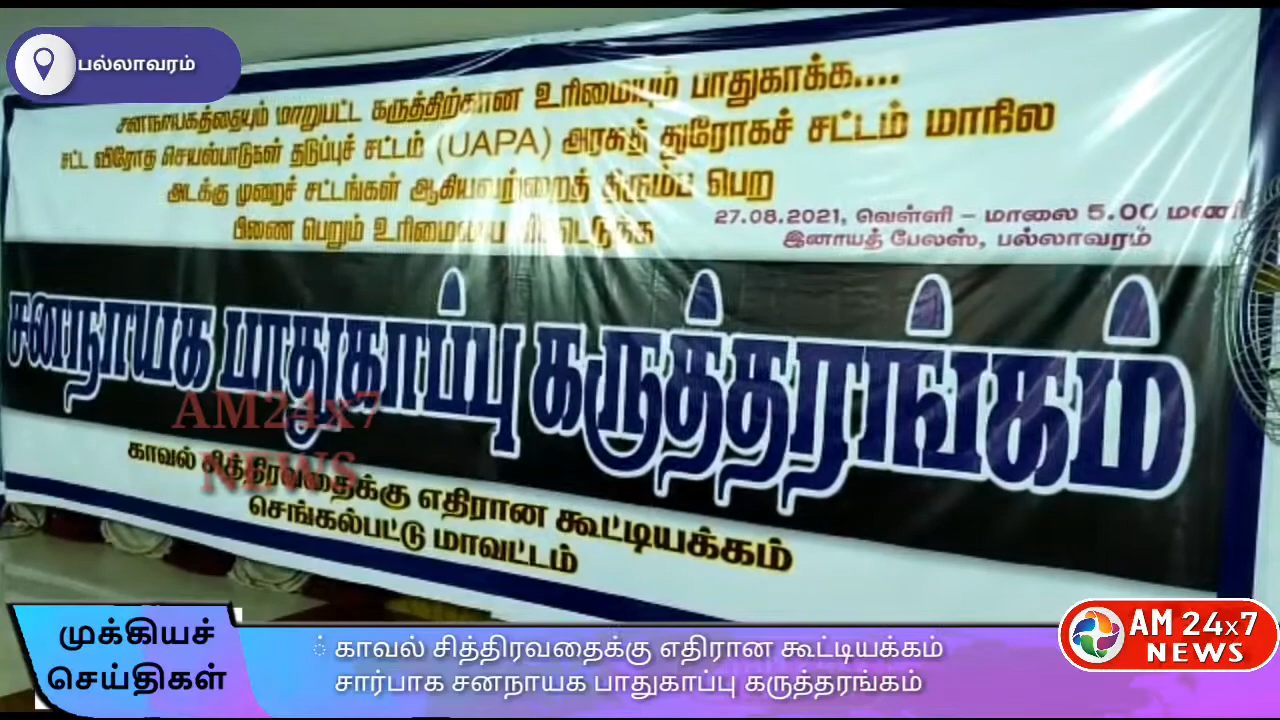 பல்லாவரம்
சனநாயகத்தையும் மாறுபட்ட கருத்திற்கான உரிமையும் பாதுகாக்க....
சட்ட விரோத செயல்பாடுகள் தடுப்புச் சட்டம் (UAPA) அரசுத் துரோகச் சட்டம் மாநில
அடக்கு முறைச் சட்டங்கள் ஆகியவற்றைத் திரும்ப பெற
பிணை பெறும் உரிமையை
27.08.2021, வெள்ளி – மாலை 5.00 மணி
இனாயத் பேலஸ், பல்லாவரம்
சனநாயக பாதுகாப்பு கருத்தரங்கம்
AM24x7
NEWS
காவல் சித்திரவதைக்கு எதிரான கூட்டியக்கம்
செங்கல்பட்டு மாவட்டம்
முக்கியச்
செய்திகள்
் காவல் சித்திரவதைக்கு எதிரான கூட்டியக்கம்
சார்பாக சனநாயக பாதுகாப்பு கருத்தரங்கம்
AM 24x7
NEWS